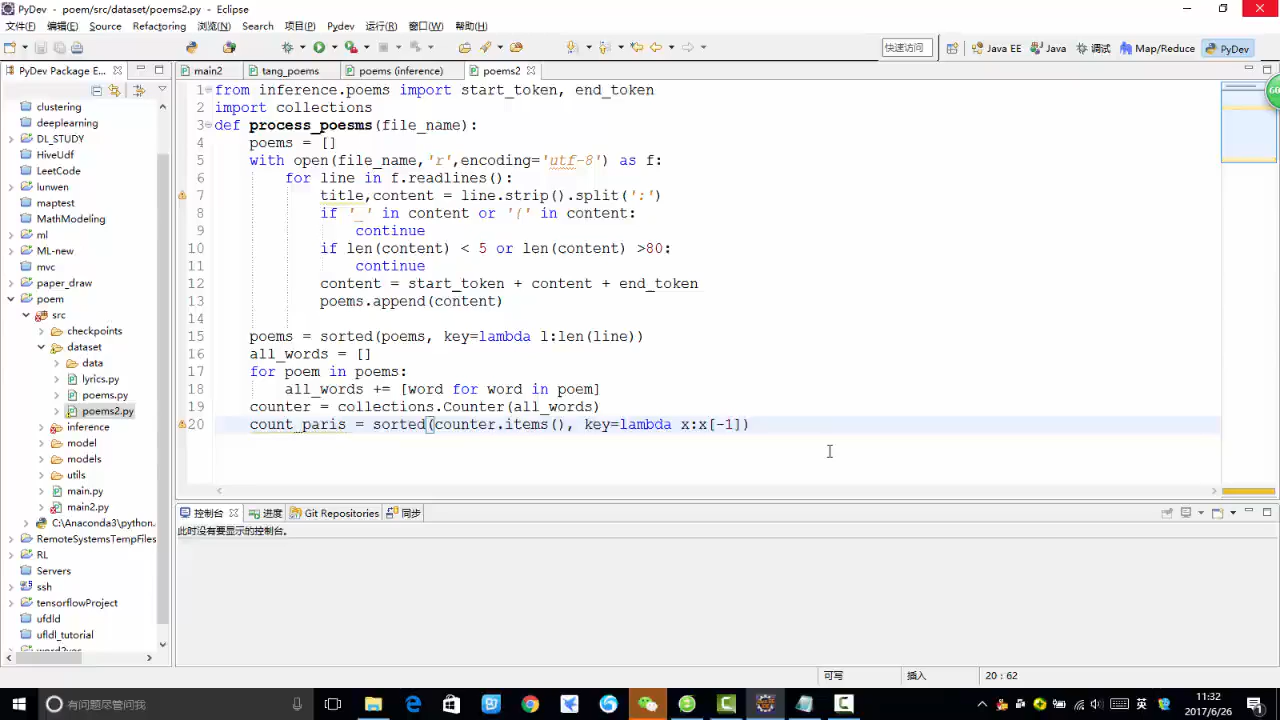 PyDev - poem/src/dataset/poems2.py - Eclipse
文件(F) 编辑(E) Source Refactoring 浏览(N) Search 项目(P) Pydev 运行(R) 窗口(W) 帮助(H)
快速访问 Java EE Java 调试 Map/Reduce PyDev
PyDev Package E... main2 tang_poems poems (inference) poems2
clustering
deeplearning
DL_STUDY
HiveUdf
LeetCode
lunwen
maptest
MathModeling
ml
ML-new
mvc
paper_draw
poem
src
checkpoints
dataset
data
lyrics.py
poems.py
poems2.py
inference
model
models
utils
main.py
main2.py
C:\Anaconda3\python.
RemoteSystemsTempFiles
RL
Servers
ssh
tensorflowProject
ufdld
ufldl_tutorial
1 from inference.poems import start_token, end_token
2 import collections
3 def process_poesms(file_name):
4 poems = []
5 with open(file_name,'r',encoding='utf-8') as f:
6 for line in f.readlines():
7 title,content = line.strip().split(':')
8 if '_' in content or '(' in content:
9 continue
10 if len(content) < 5 or len(content) >80:
11 continue
12 content = start_token + content + end_token
13 poems.append(content)
14
15 poems = sorted(poems, key=lambda l:len(line))
16 all_words = []
17 for poem in poems:
18 all_words += [word for word in poem]
19 counter = collections.Counter(all_words)
20 count_paris = sorted(counter.items(), key=lambda x:x[-1])
60
控制台 进度 Git Repositories 同步
此时没有要显示的控制台。
可写 插入 20 : 62
有问题尽管问我
英
11:32
2017/6/26